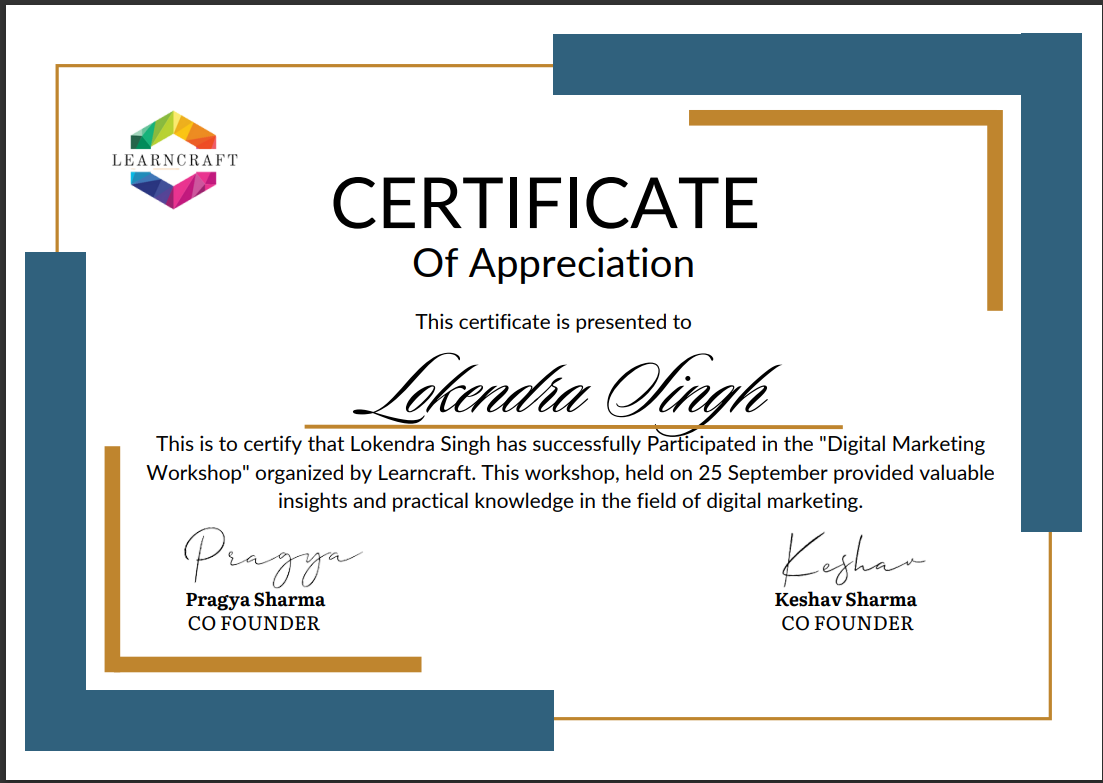 LEARNCRAFT
CERTIFICATE
Of Appreciation
This certificate is presented to
Lokendra Singh
This is to certify that Lokendra Singh has successfully Participated in the "Digital Marketing
Workshop" organized by Learncraft. This workshop, held on 25 September provided valuable
insights and practical knowledge in the field of digital marketing.
Pragya
Keshav
Pragya Sharma
Keshav Sharma
CO FOUNDER
CO FOUNDER